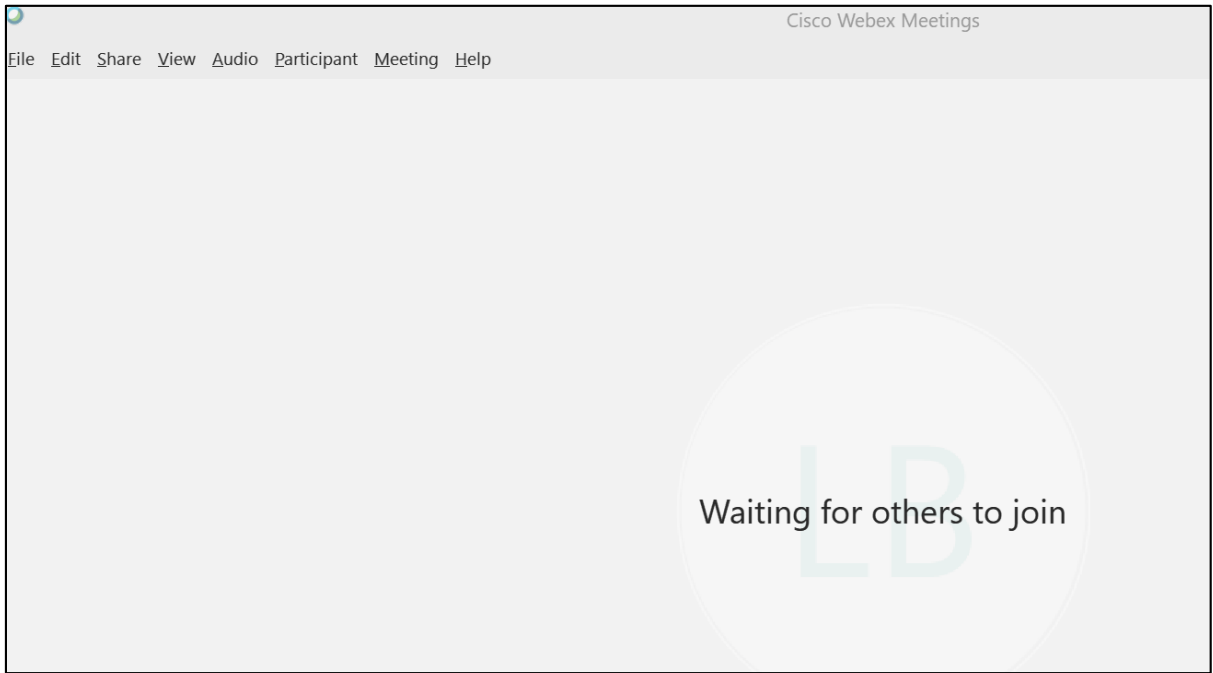 Cisco Webex Meetings
File Edit Share View Audio Participant Meeting Help
LB
Waiting for others to join